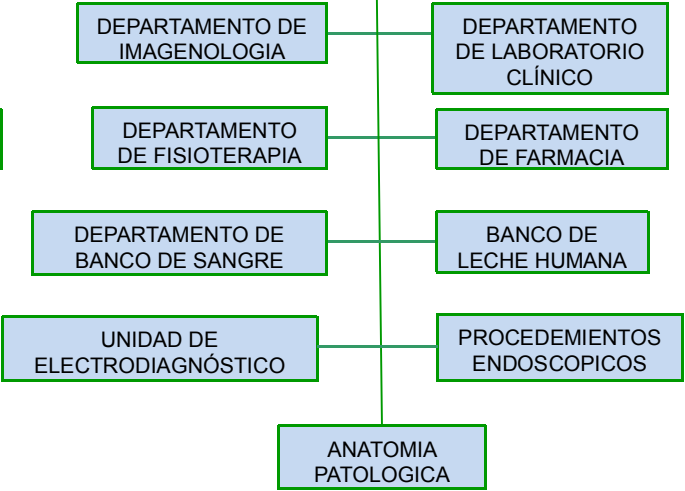 DEPARTAMENTO DE
IMAGENOLOGIA
DEPARTAMENTO
DE LABORATORIO
CLÍNICO
DEPARTAMENTO
DE FISIOTERAPIA
DEPARTAMENTO
DE FARMACIA
DEPARTAMENTO DE
BANCO DE SANGRE
BANCO DE
LECHE HUMANA
UNIDAD DE
ELECTRODIAGNÓSTICO
PROCEDEMIENTOS
ENDOSCOPICOS
ANATOMIA
PATOLOGICA